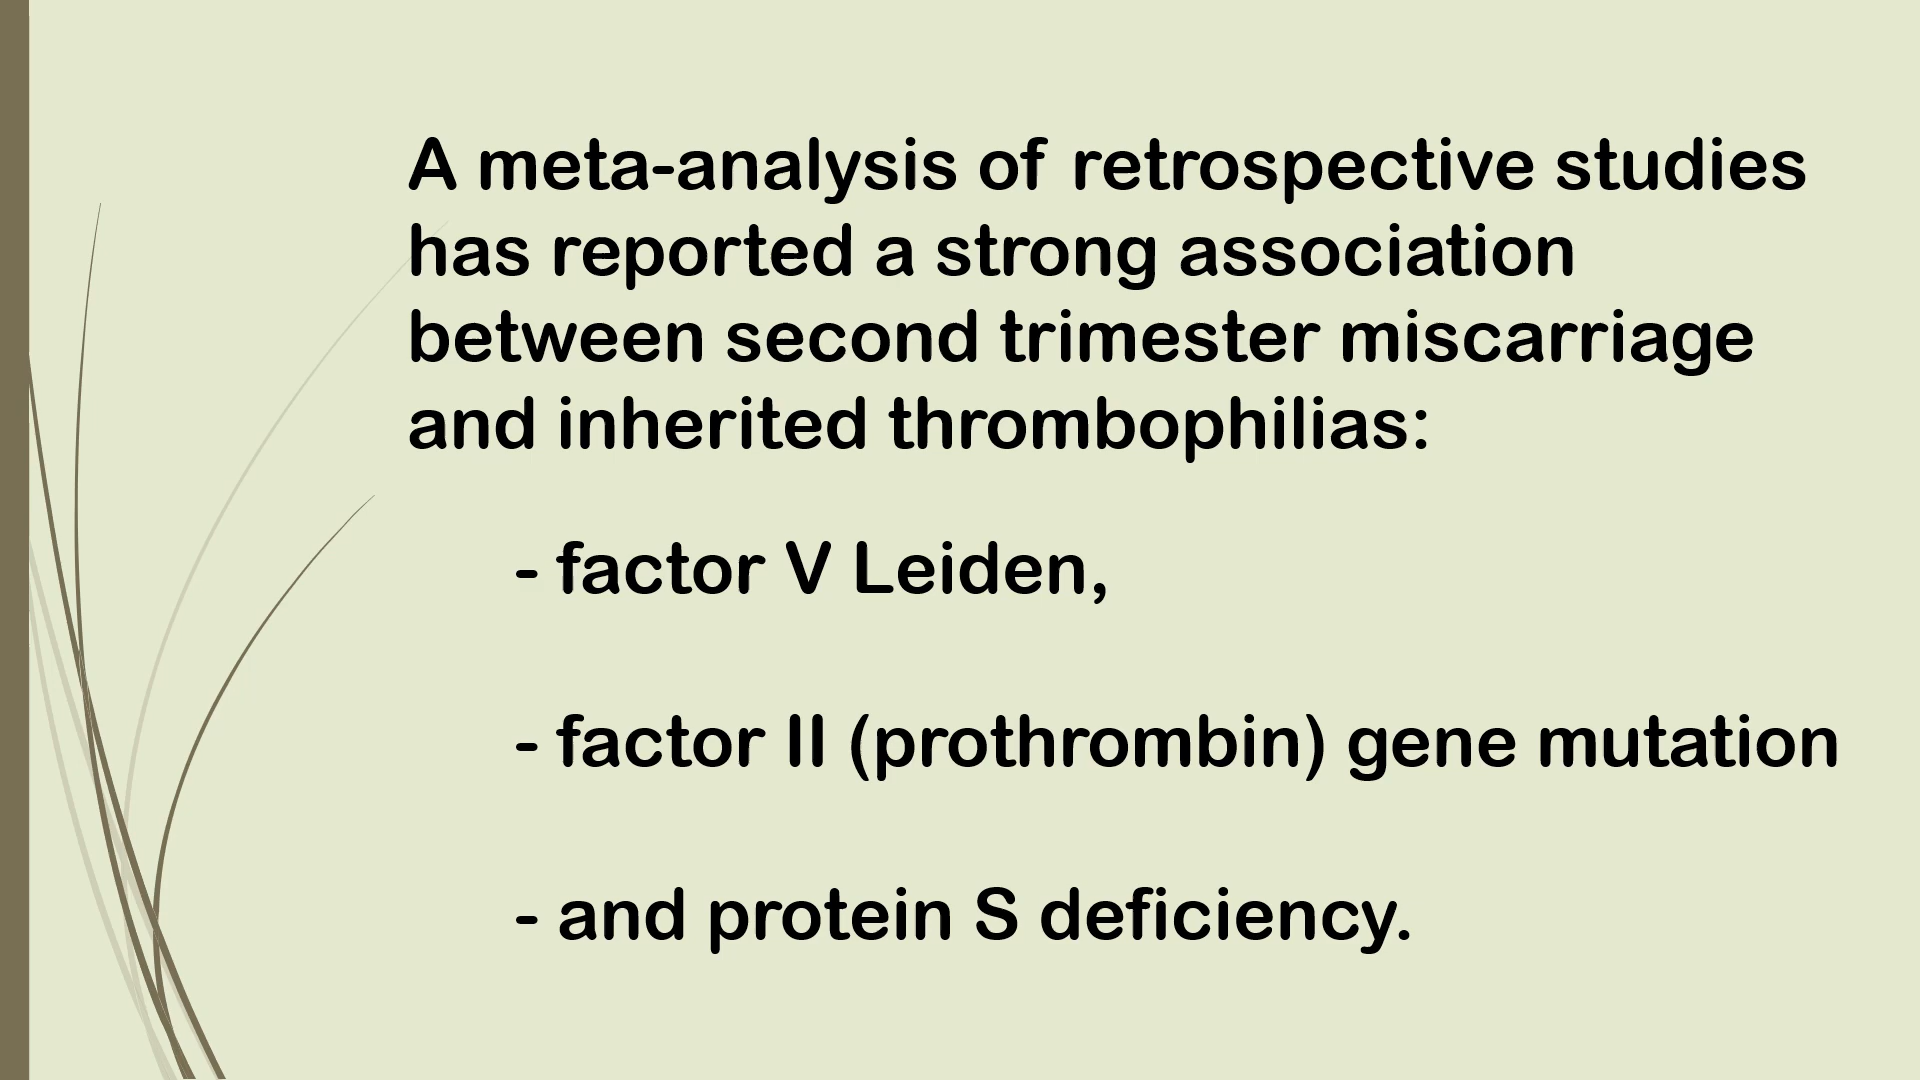 A meta-analysis of retrospective studies
has reported a strong association
between second trimester miscarriage
and inherited thrombophilias:
- factor V Leiden,
- factor II (prothrombin) gene mutation
- and protein S deficiency.